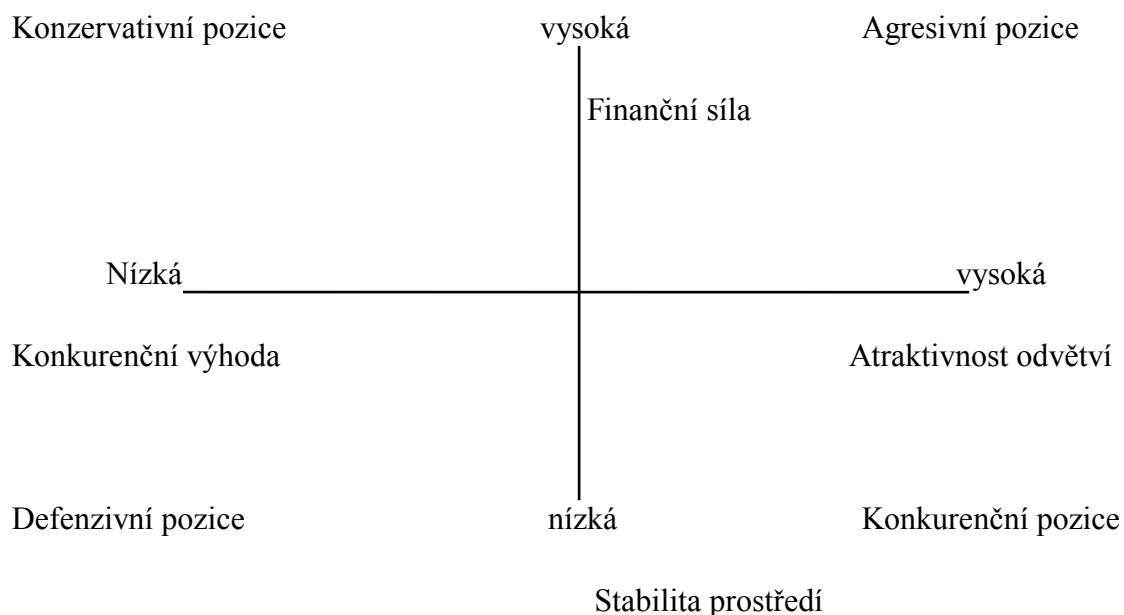 Konzervativní pozice vysoká Agresivní pozice
Finanční síla
Nízká vysoká
Konkurenční výhoda Atraktivnost odvětví
Defenzivní pozice nízká Konkurenční pozice
Stabilita prostředí